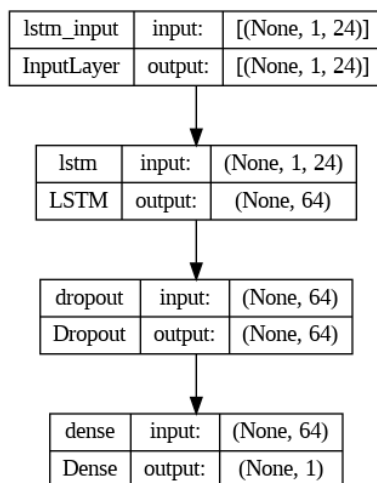 lstm_input input: [(None, 1, 24)]
InputLayer output: [(None, 1, 24)]
lstm input: (None, 1, 24)
LSTM output: (None, 64)
dropout input: (None, 64)
Dropout output: (None, 64)
dense input: (None, 64)
Dense output: (None, 1)